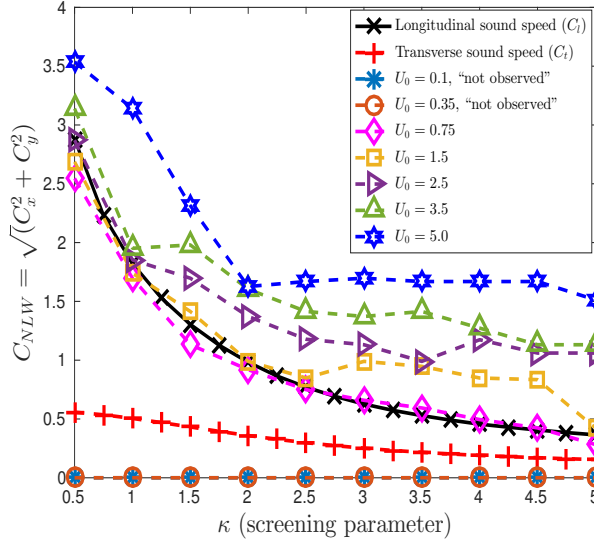 4
3.5
3
2.5
2
1.5
1
0.5
0
C_{NLW} = √(C_x^2 + C_y^2)
Longitudinal sound speed (C_l)
Transverse sound speed (C_t)
U_0 = 0.1, “not observed”
U_0 = 0.35, “not observed”
U_0 = 0.75
U_0 = 1.5
U_0 = 2.5
U_0 = 3.5
U_0 = 5.0
0.5 1 1.5 2 2.5 3 3.5 4 4.5 5
κ (screening parameter)